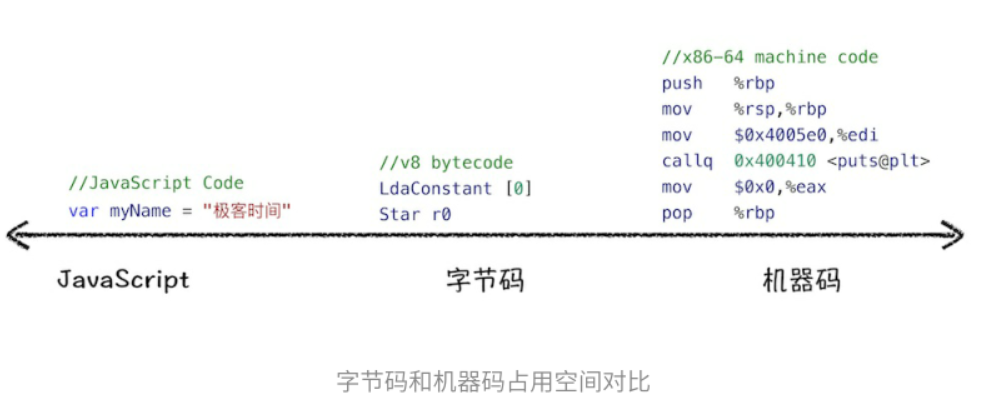 //JavaScript Code
var myName = "极客时间"
JavaScript
//v8 bytecode
LdaConstant [0]
Star r0
字节码
//x86-64 machine code
push %rbp
mov %rsp,%rbp
mov $0x4005e0,%edi
callq 0x400410 <puts@plt>
mov $0x0,%eax
pop %rbp
机器码
字节码和机器码占用空间对比